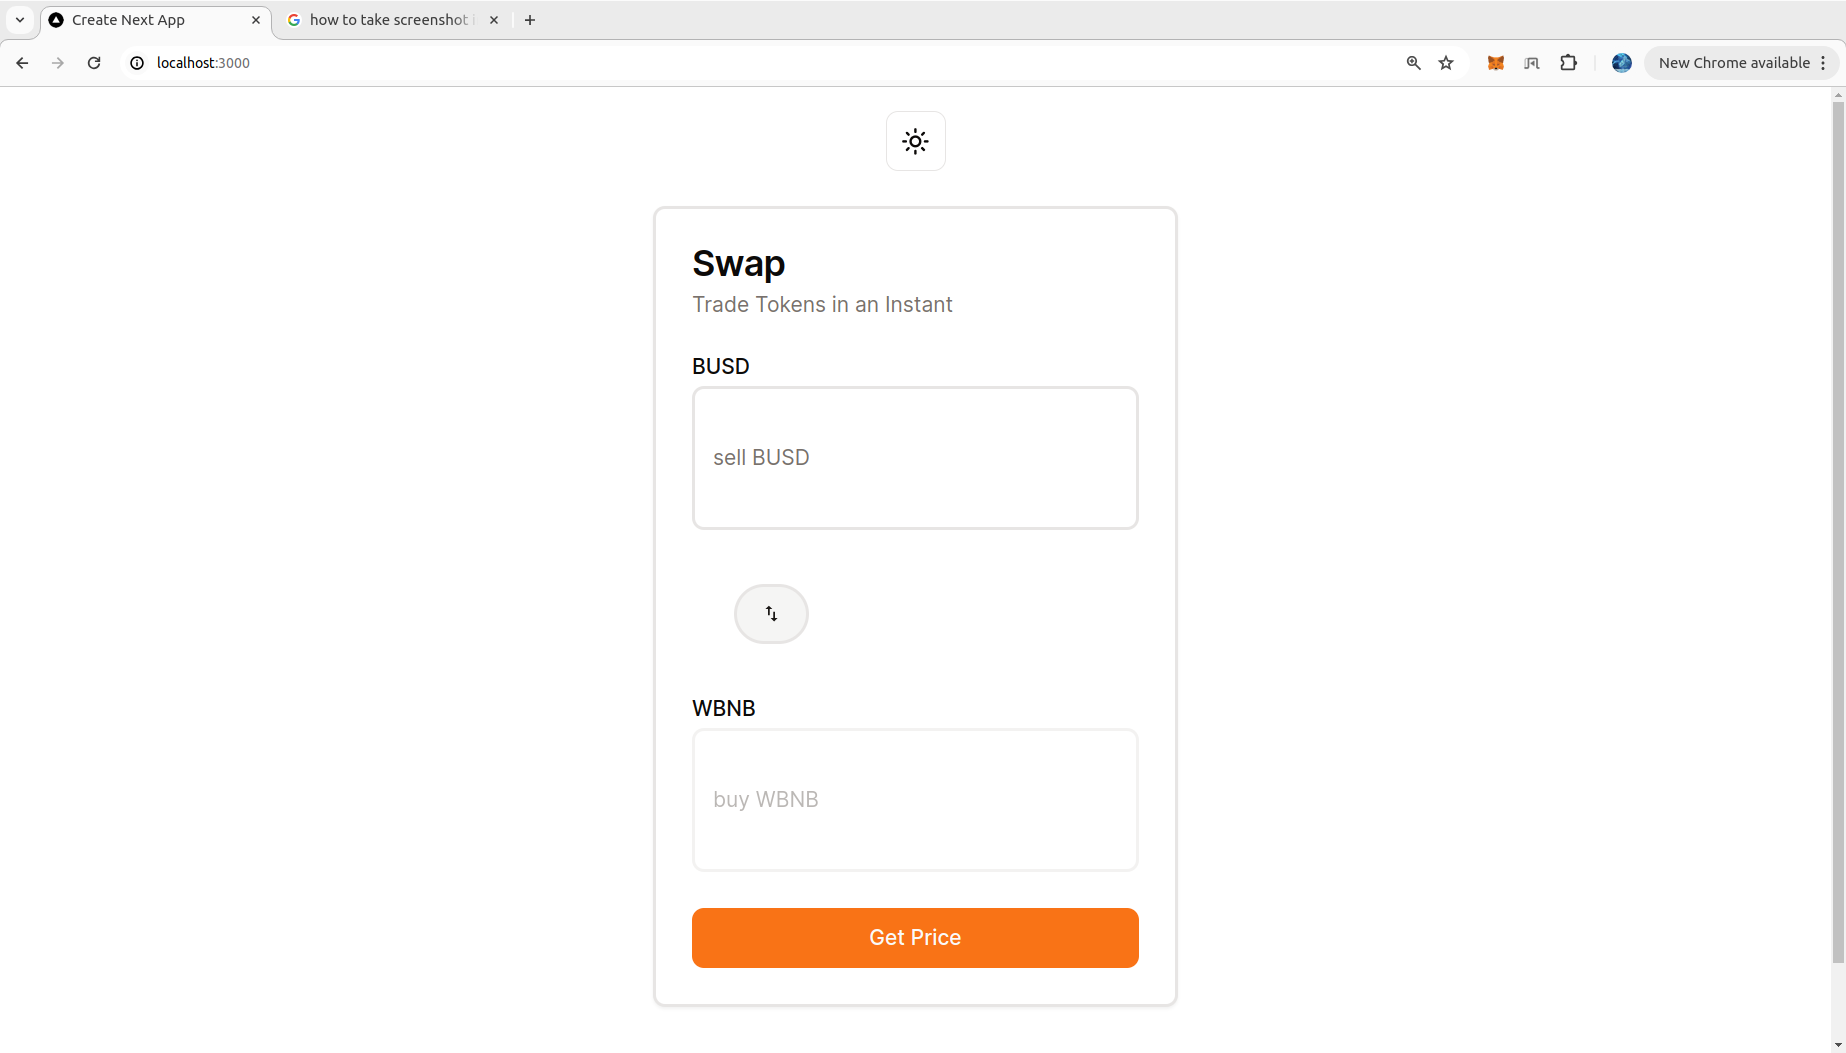 Create Next App
how to take screenshot
localhost:3000
New Chrome available
Swap
Trade Tokens in an Instant
BUSD
sell BUSD
WBNB
buy WBNB
Get Price